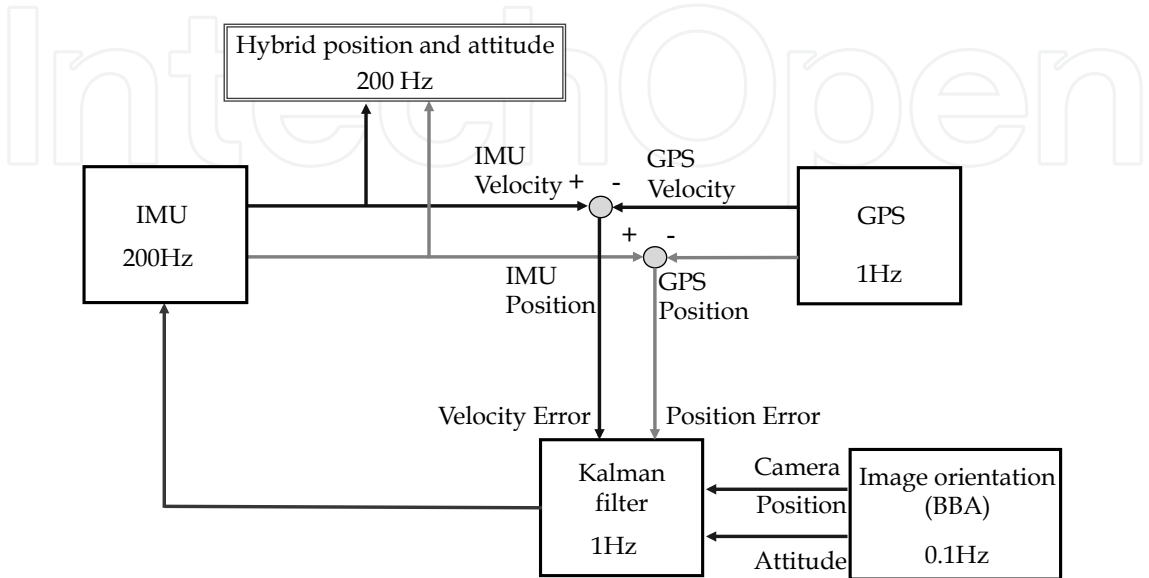 IntechOpen
Hybrid position and attitude
200 Hz
IMU
Velocity
+
-
GPS
Velocity
IMU
200Hz
GPS
1Hz
+
-
IMU
Position
GPS
Position
Velocity Error
Position Error
Kalman
filter
1Hz
Camera
Position
Attitude
Image orientation
(BBA)
0.1Hz